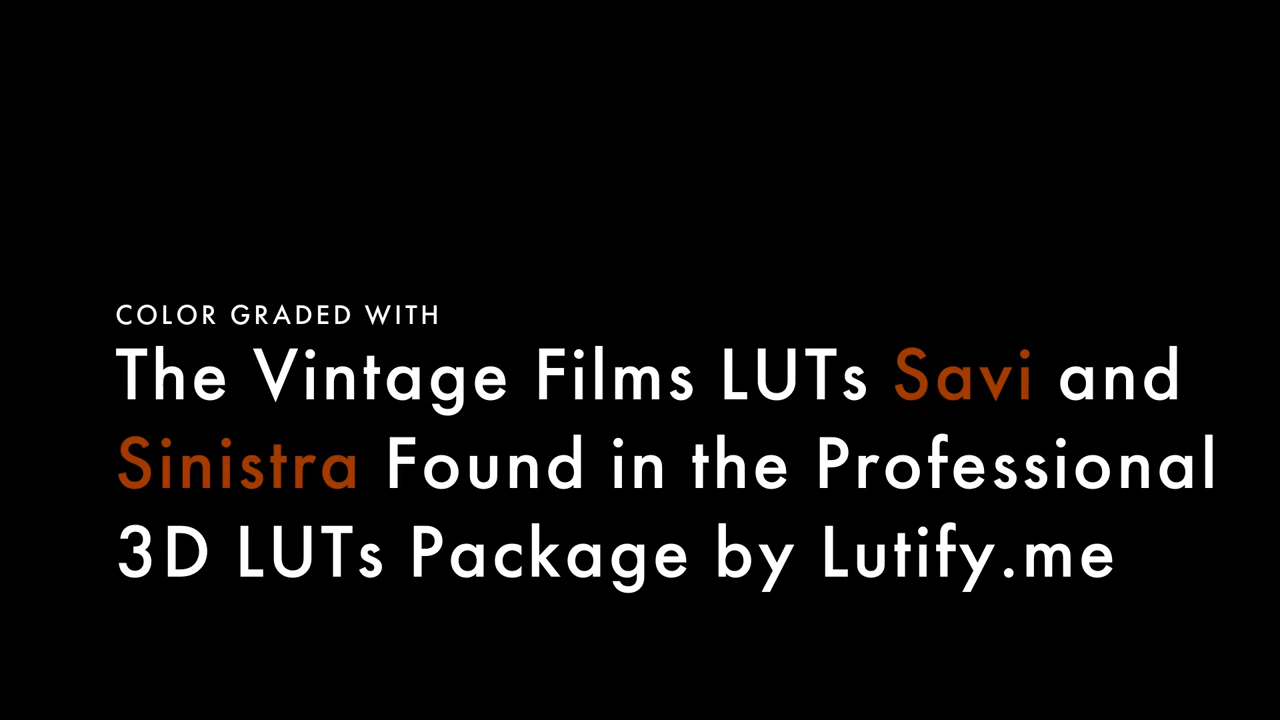 COLOR GRADED WITH
The Vintage Films LUTs Savi and
Sinistra Found in the Professional
3D LUTs Package by Lutify.me